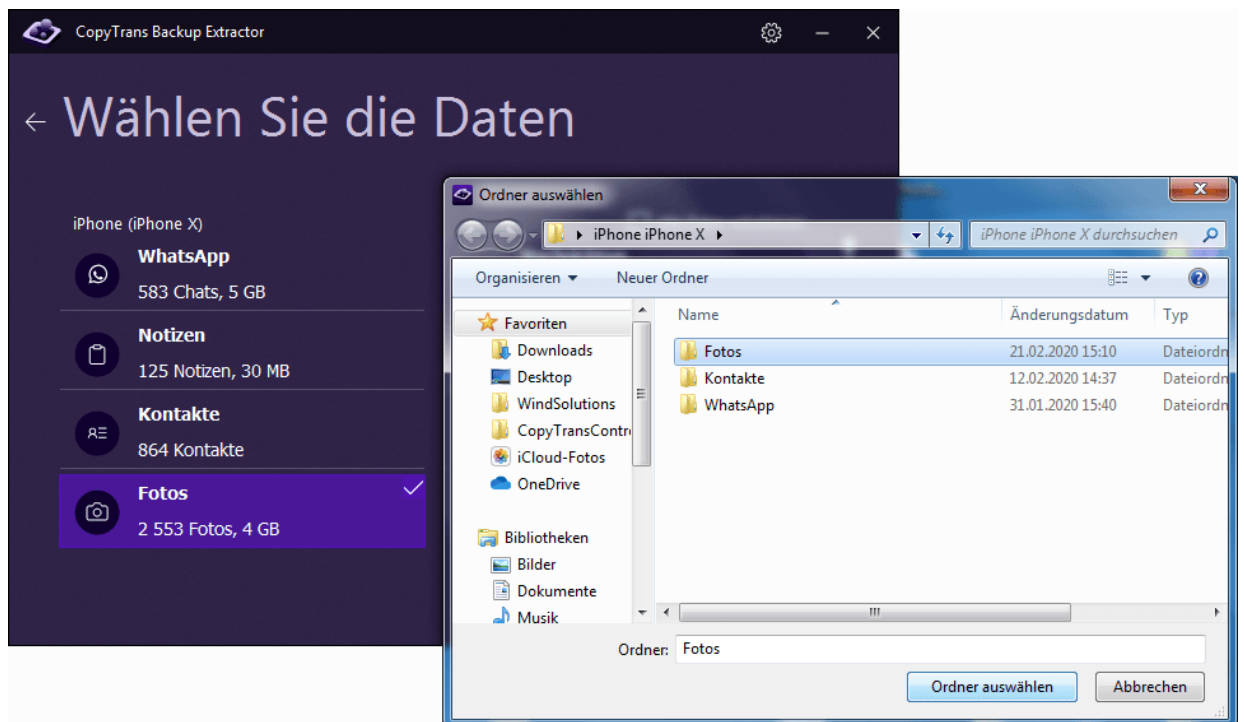 CopyTrans Backup Extractor
Wählen Sie die Daten
iPhone (iPhone X)
WhatsApp
583 Chats, 5 GB
Notizen
125 Notizen, 30 MB
Kontakte
864 Kontakte
Fotos
2 553 Fotos, 4 GB
Ordner auswählen
iPhone iPhone X
iPhone iPhone X durchsuchen
Organisieren
Neuer Ordner
Favoriten
Downloads
Desktop
WindSolutions
CopyTransContr
iCloud-Fotos
OneDrive
Bibliotheken
Bilder
Dokumente
Musik
Name Änderungsdatum Typ
Fotos 21.02.2020 15:10 Dateiordn
Kontakte 12.02.2020 14:37 Dateiordn
WhatsApp 31.01.2020 15:40 Dateiordn
Ordner: Fotos
Ordner auswählen Abbrechen